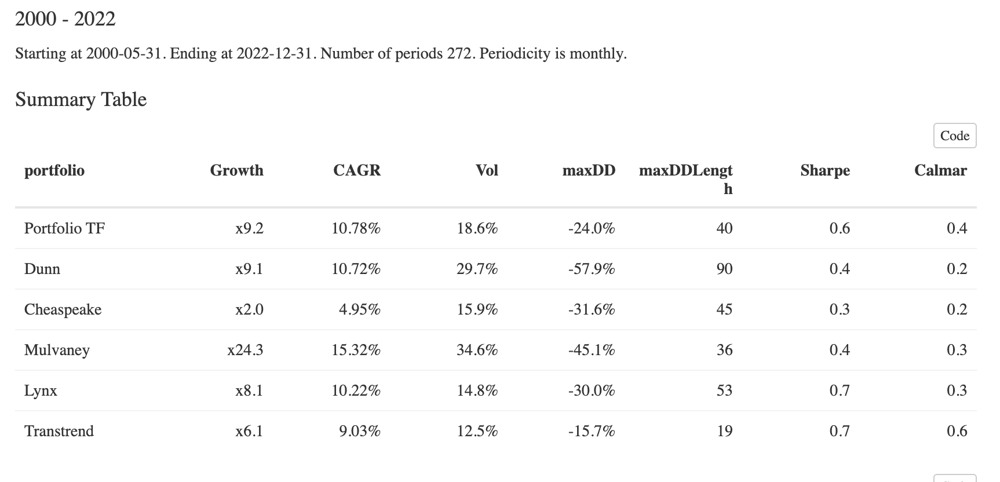 2000 - 2022
Starting at 2000-05-31. Ending at 2022-12-31. Number of periods 272. Periodicity is monthly.
Summary Table
Code
portfolio Growth CAGR Vol maxDD maxDDLengt Sharpe Calmar
h
Portfolio TF x9.2 10.78% 18.6% -24.0% 40 0.6 0.4
Dunn x9.1 10.72% 29.7% -57.9% 90 0.4 0.2
Cheaspeake x2.0 4.95% 15.9% -31.6% 45 0.3 0.2
Mulvaney x24.3 15.32% 34.6% -45.1% 36 0.4 0.3
Lynx x8.1 10.22% 14.8% -30.0% 53 0.7 0.3
Transtrend x6.1 9.03% 12.5% -15.7% 19 0.7 0.6